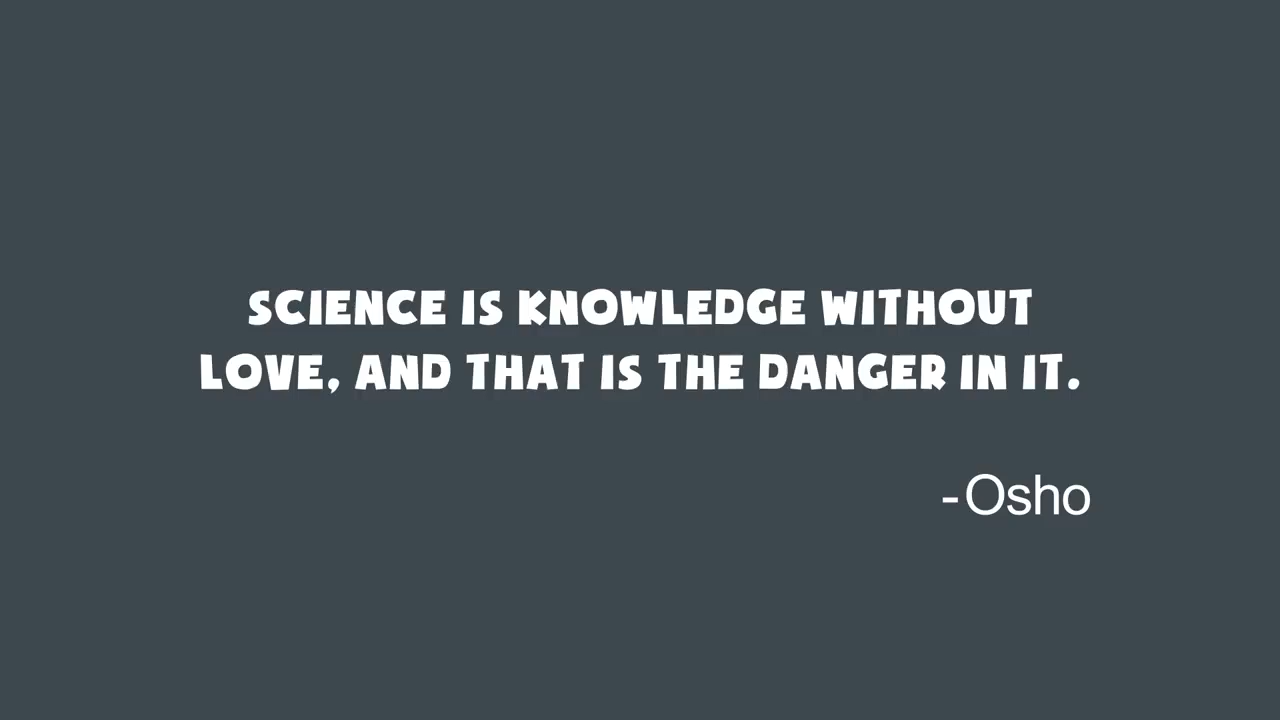 SCIENCE IS KNOWLEDGE WITHOUT
LOVE, AND THAT IS THE DANGER IN IT.
-Osho